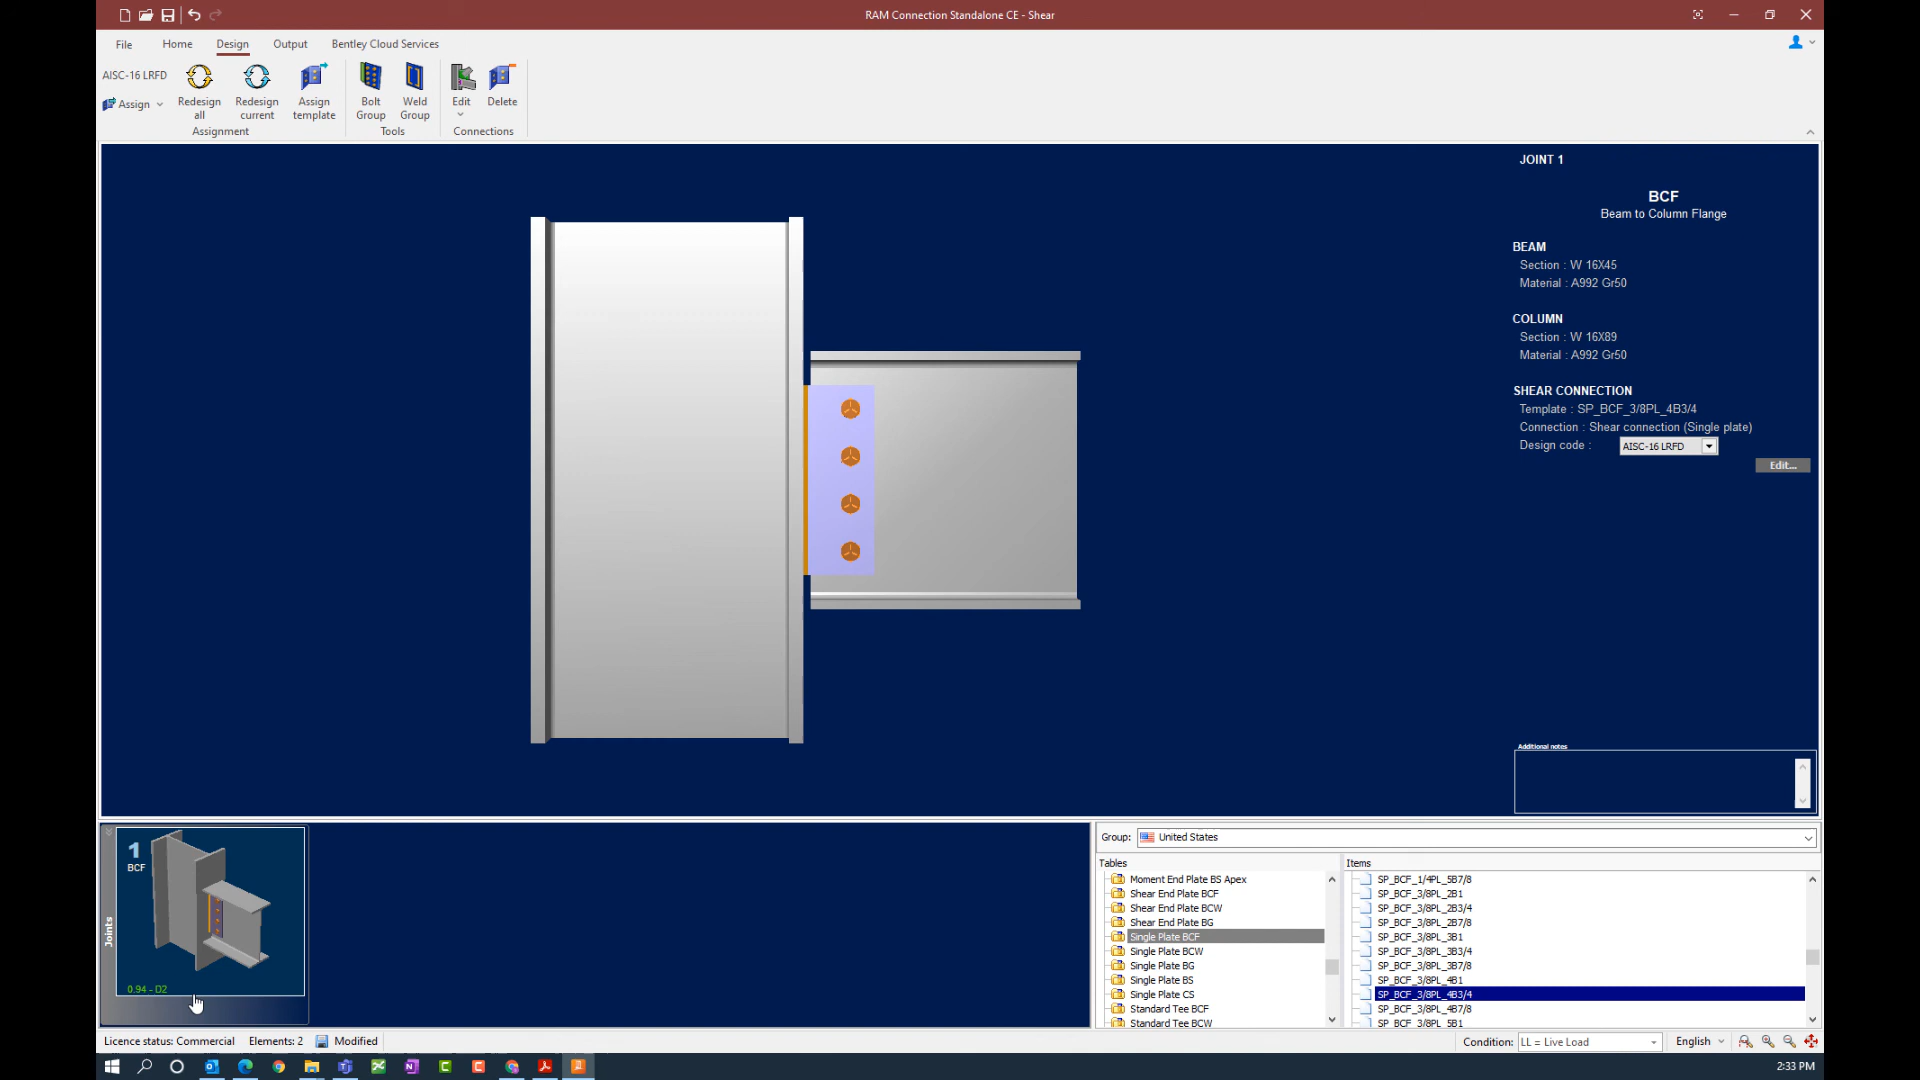 RAM Connection Standalone CE - Shear
File
Home
Design
Output
Bentley Cloud Services
AISC-16 LRFD
Assign
Redesign all
Redesign current
Assign template
Bolt Group
Weld Group
Edit
Delete
Assignment
Tools
Connections
JOINT 1
BCF
Beam to Column Flange
BEAM
Section : W 16X45
Material : A992 Gr50
COLUMN
Section : W 16X89
Material : A992 Gr50
SHEAR CONNECTION
Template : SP_BCF_3/8PL_4B3/4
Connection : Shear connection (Single plate)
Design code : AISC-16 LRFD
Edit...
Additional notes
Joints
1
BCF
0.94 - D2
Group: United States
Tables
Moment End Plate BS Apex
Shear End Plate BCF
Shear End Plate BCW
Shear End Plate BG
Single Plate BCF
Single Plate BCW
Single Plate BG
Single Plate BS
Single Plate CS
Standard Tee BCF
Standard Tee BCW
Items
SP_BCF_1/4PL_5B7/8
SP_BCF_3/8PL_2B1
SP_BCF_3/8PL_2B3/4
SP_BCF_3/8PL_2B7/8
SP_BCF_3/8PL_3B1
SP_BCF_3/8PL_3B3/4
SP_BCF_3/8PL_3B7/8
SP_BCF_3/8PL_4B1
SP_BCF_3/8PL_4B3/4
SP_BCF_3/8PL_4B7/8
SP_BCF_3/8PL_5B1
Licence status: Commercial
Elements: 2
Modified
Condition: LL = Live Load
English
2:33 PM